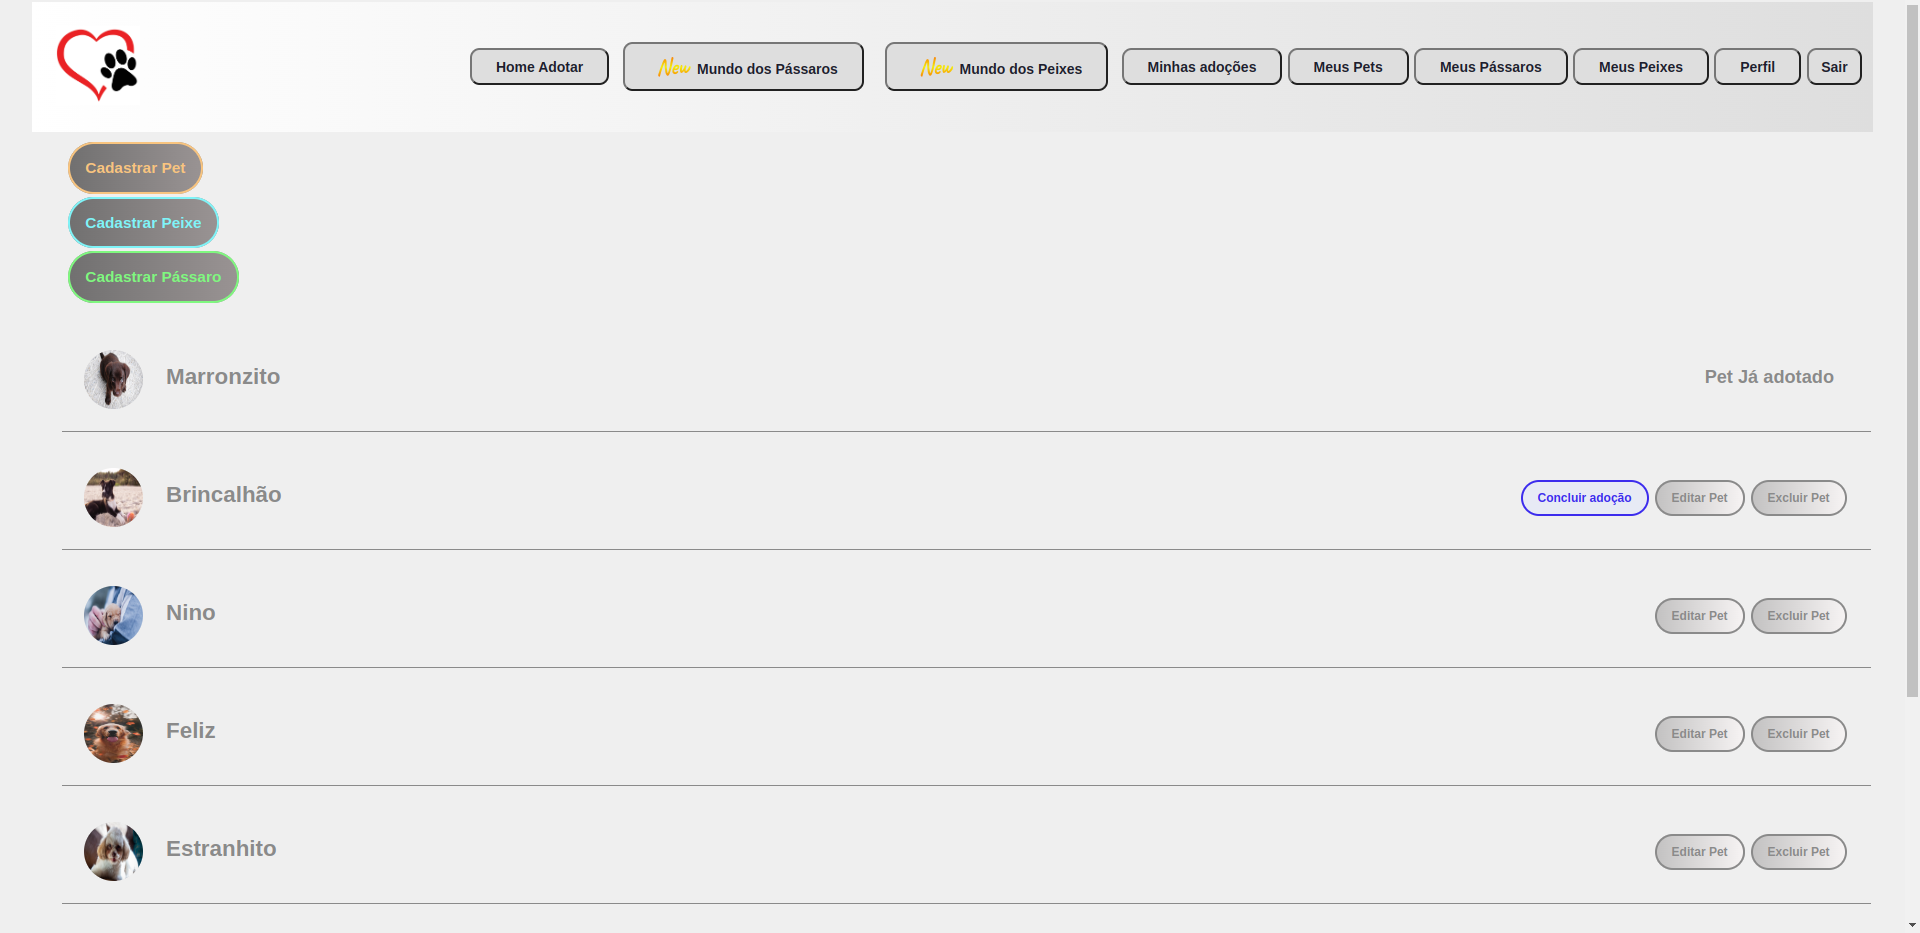 Home Adotar New Mundo dos Pássaros New Mundo dos Peixes Minhas adoções Meus Pets Meus Pássaros Meus Peixes Perfil Sair
Cadastrar Pet
Cadastrar Peixe
Cadastrar Pássaro
Marronzito Pet Já adotado
Brincalhão Concluir adoção Editar Pet Excluir Pet
Nino Editar Pet Excluir Pet
Feliz Editar Pet Excluir Pet
Estranhito Editar Pet Excluir Pet